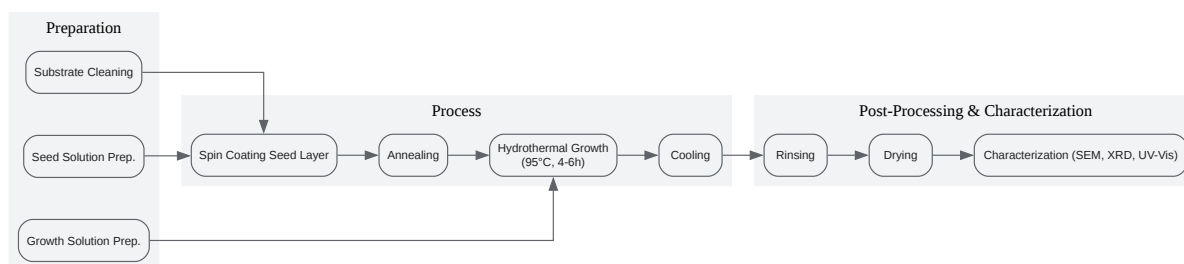 Preparation
Substrate Cleaning
Seed Solution Prep.
Growth Solution Prep.
Process
Spin Coating Seed Layer
Annealing
Hydrothermal Growth
(95°C, 4-6h)
Cooling
Post-Processing & Characterization
Rinsing
Drying
Characterization (SEM, XRD, UV-Vis)